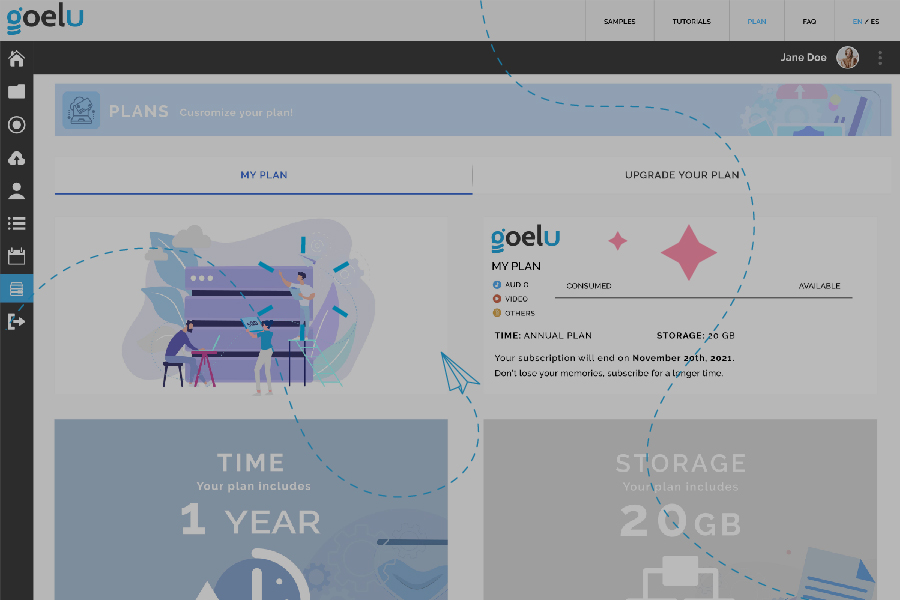 goelu
SAMPLES
TUTORIALS
PLAN
FAQ
EN / ES
Jane Doe
PLANS
Cusromize your plan!
MY PLAN
UPGRADE YOUR PLAN
goelu
MY PLAN
AUDIO
VIDEO
OTHERS
CONSUMED
AVAILABLE
TIME: ANNUAL PLAN
STORAGE: 20 GB
Your subscription will end on November 20th, 2021.
Don't lose your memories, subscribe for a longer time.
TIME
Your plan includes
1 YEAR
STORAGE
Your plan includes
20 GB